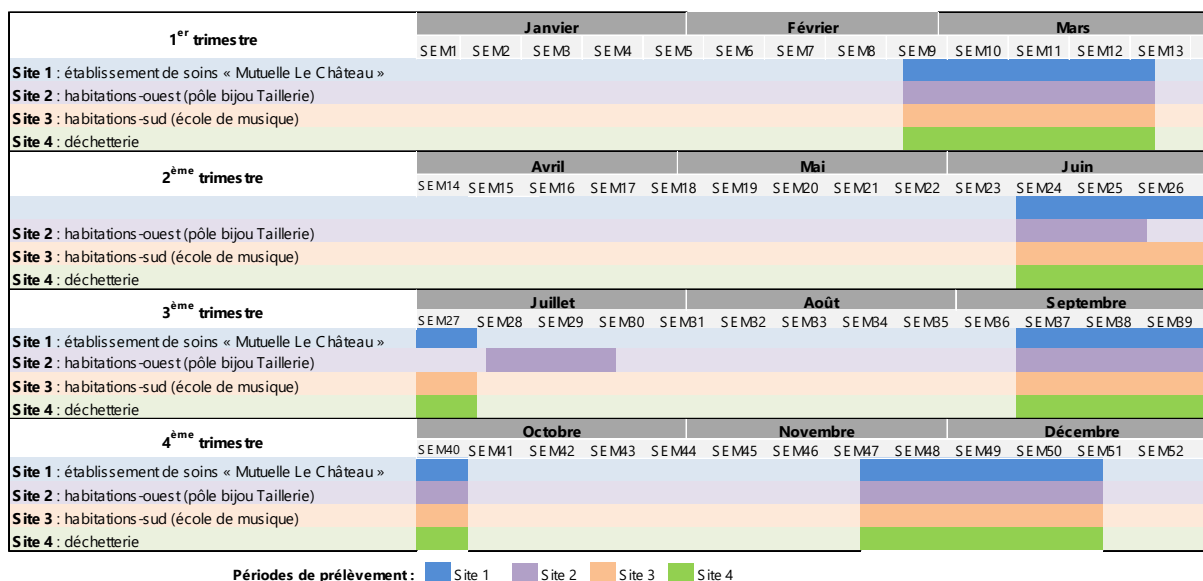 1er trimestre Janvier Février Mars
SEM1 SEM2 SEM3 SEM4 SEM5 SEM6 SEM7 SEM8 SEM9 SEM10 SEM11 SEM12 SEM13
Site 1 : établissement de soins « Mutuelle Le Château »
Site 2 : habitations-ouest (pôle bijou Taillerie)
Site 3 : habitations-sud (école de musique)
Site 4 : déchetterie
2ème trimestre Avril Mai Juin
SEM14 SEM15 SEM16 SEM17 SEM18 SEM19 SEM20 SEM21 SEM22 SEM23 SEM24 SEM25 SEM26
Site 2 : habitations-ouest (pôle bijou Taillerie)
Site 3 : habitations-sud (école de musique)
Site 4 : déchetterie
3ème trimestre Juillet Août Septembre
SEM27 SEM28 SEM29 SEM30 SEM31 SEM32 SEM33 SEM34 SEM35 SEM36 SEM37 SEM38 SEM39
Site 1 : établissement de soins « Mutuelle Le Château »
Site 2 : habitations-ouest (pôle bijou Taillerie)
Site 3 : habitations-sud (école de musique)
Site 4 : déchetterie
4ème trimestre Octobre Novembre Décembre
SEM40 SEM41 SEM42 SEM43 SEM44 SEM45 SEM46 SEM47 SEM48 SEM49 SEM50 SEM51 SEM52
Site 1 : établissement de soins « Mutuelle Le Château »
Site 2 : habitations-ouest (pôle bijou Taillerie)
Site 3 : habitations-sud (école de musique)
Site 4 : déchetterie
Périodes de prélèvement : Site 1 Site 2 Site 3 Site 4